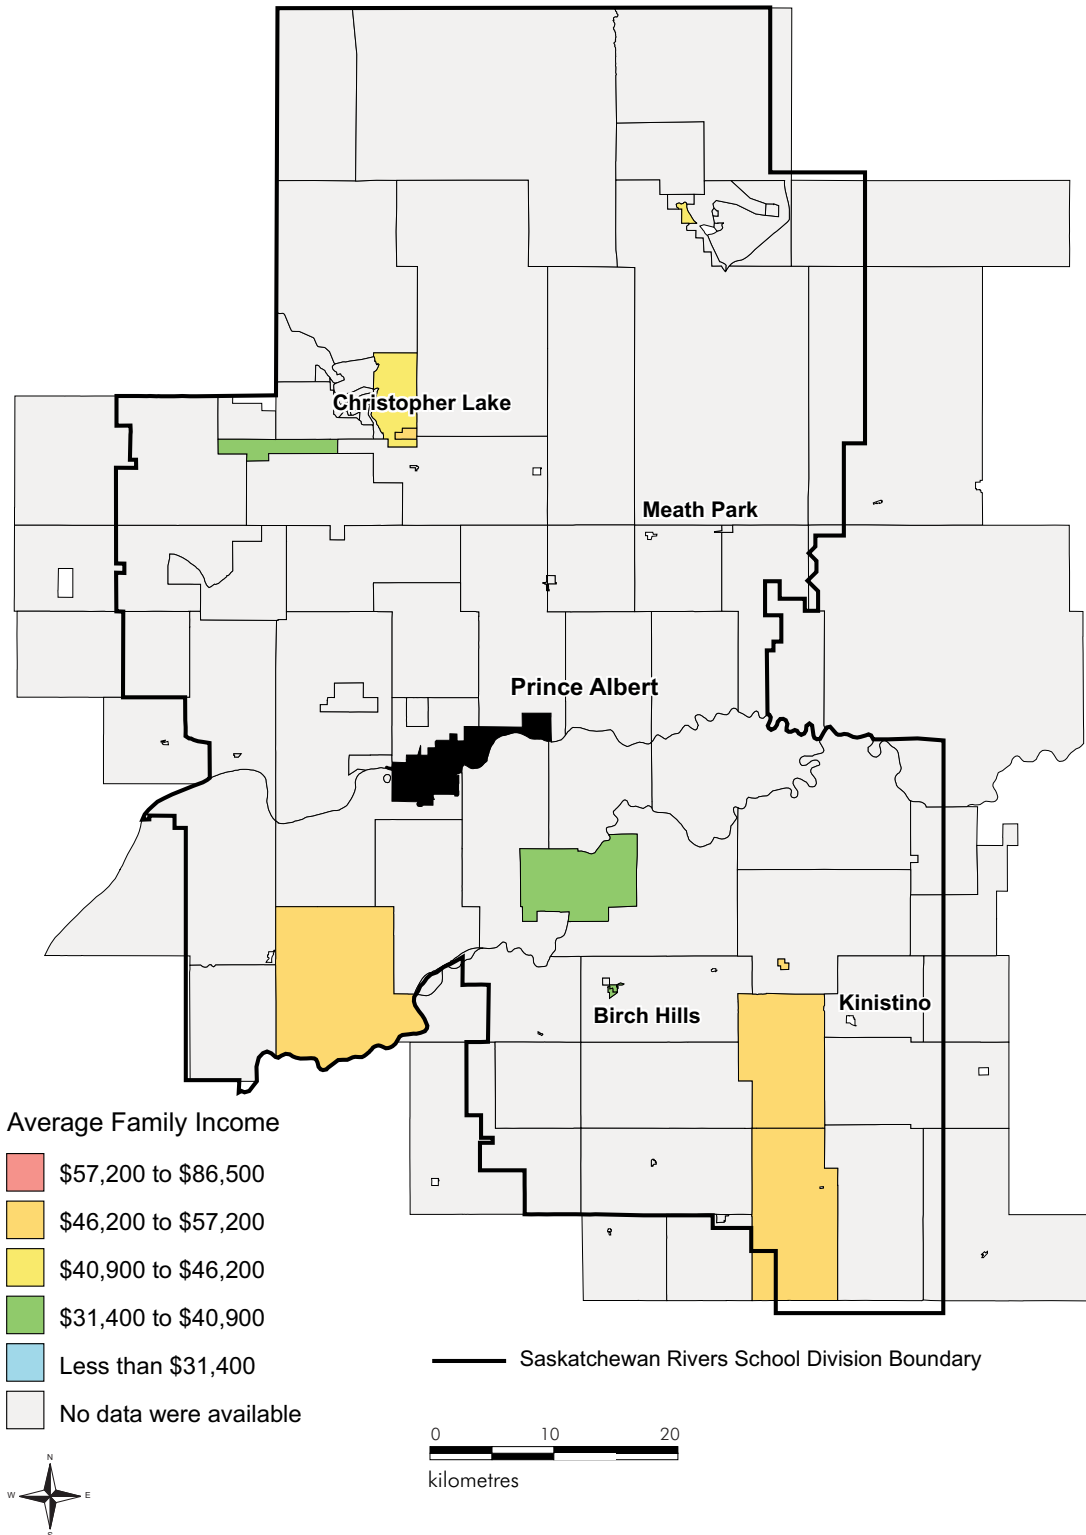 Christopher Lake
Meath Park
Prince Albert
Birch Hills
Kinistino
Average Family Income
$57,200 to $86,500
$46,200 to $57,200
$40,900 to $46,200
$31,400 to $40,900
Less than $31,400
No data were available
Saskatchewan Rivers School Division Boundary
0 10 20
kilometres
N
W E
S